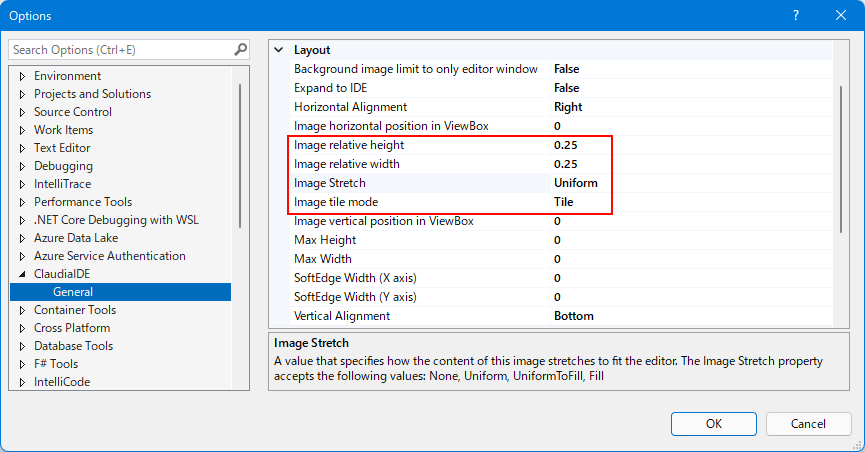 Options
?
Search Options (Ctrl+E)
Environment
Projects and Solutions
Source Control
Work Items
Text Editor
Debugging
IntelliTrace
Performance Tools
.NET Core Debugging with WSL
Azure Data Lake
Azure Service Authentication
ClaudiaIDE
General
Container Tools
Cross Platform
Database Tools
F# Tools
IntelliCode
Layout
Background image limit to only editor window False
Expand to IDE False
Horizontal Alignment Right
Image horizontal position in ViewBox 0
Image relative height 0.25
Image relative width 0.25
Image Stretch Uniform
Image tile mode Tile
Image vertical position in ViewBox 0
Max Height 0
Max Width 0
SoftEdge Width (X axis) 0
SoftEdge Width (Y axis) 0
Vertical Alignment Bottom
Image Stretch
A value that specifies how the content of this image stretches to fit the editor. The Image Stretch property
accepts the following values: None, Uniform, UniformToFill, Fill
OK
Cancel